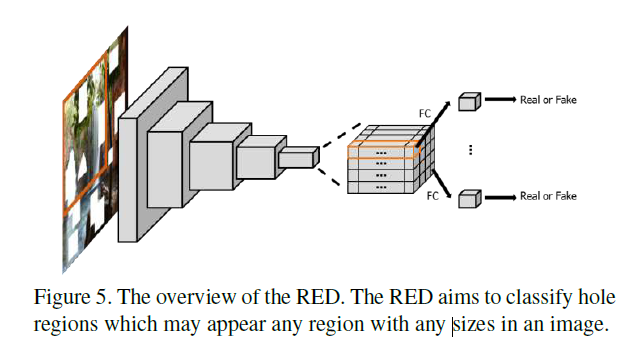 FC
Real or Fake
FC
Real or Fake
Figure 5. The overview of the RED. The RED aims to classify hole
regions which may appear any region with any sizes in an image.